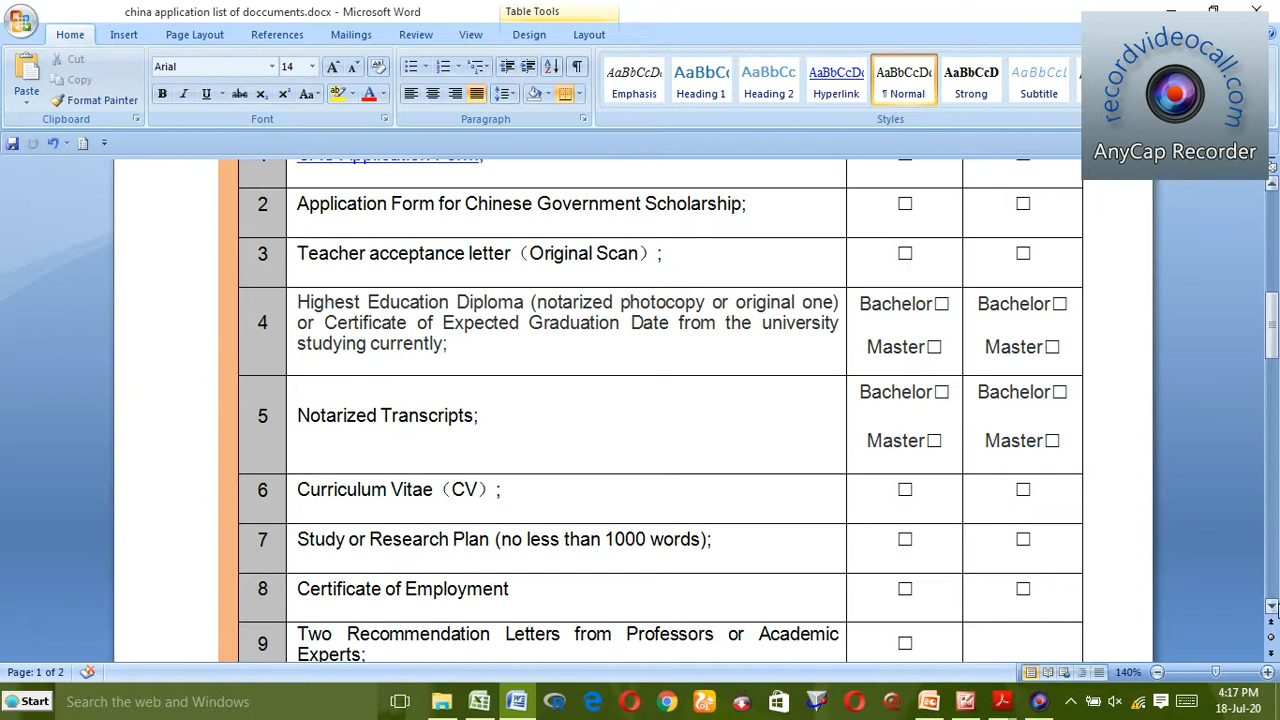 china application list of doccuments.docx - Microsoft Word
Table Tools
Home
Insert
Page Layout
References
Mailings
Review
View
Design
Layout
Paste
Cut
Copy
Format Painter
Clipboard
Arial
14
Font
Paragraph
AaBbCcD
AaBbC
AaBbCc
AaBbCcDc
AaBbCcDc
AaBbCcD
AaBbCcD
Emphasis
Heading 1
Heading 2
Hyperlink
¶ Normal
Strong
Subtitle
Styles
recordvideocall.com
AnyCap Recorder
2 Application Form for Chinese Government Scholarship; ☐ ☐
3 Teacher acceptance letter（Original Scan）; ☐ ☐
4 Highest Education Diploma (notarized photocopy or original one) Bachelor☐ Bachelor☐
or Certificate of Expected Graduation Date from the university
studying currently; Master☐ Master☐
5 Notarized Transcripts; Bachelor☐ Bachelor☐
Master☐ Master☐
6 Curriculum Vitae（CV）; ☐ ☐
7 Study or Research Plan (no less than 1000 words); ☐ ☐
8 Certificate of Employment ☐ ☐
9 Two Recommendation Letters from Professors or Academic ☐
Experts;
Page: 1 of 2
140%
Start
Search the web and Windows
4:17 PM
18-Jul-20